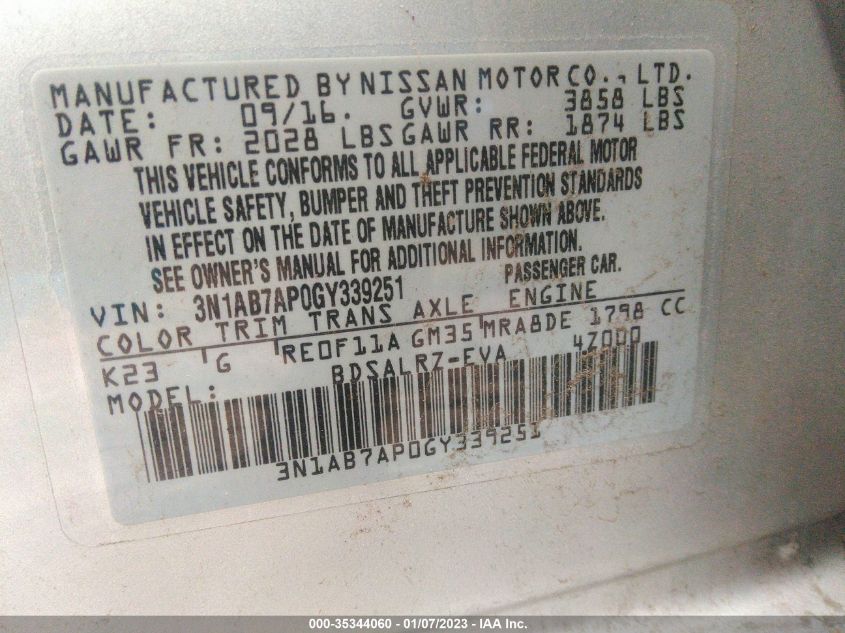 MANUFACTURED BY NISSAN MOTOR CO., LTD.
DATE: 09/16. GVWR: 3858 LBS
GAWR FR: 2028 LBS GAWR RR: 1874 LBS
THIS VEHICLE CONFORMS TO ALL APPLICABLE FEDERAL MOTOR
VEHICLE SAFETY, BUMPER AND THEFT PREVENTION STANDARDS
IN EFFECT ON THE DATE OF MANUFACTURE SHOWN ABOVE.
SEE OWNER'S MANUAL FOR ADDITIONAL INFORMATION.
PASSENGER CAR.
VIN: 3N1AB7AP0GY339251
COLOR TRIM TRANS AXLE ENGINE
K23 G RE0F11A GM35 MRA8DE 1798 CC
MODEL: BDSALRZ-EVA 4Z000
3N1AB7AP0GY339251
000-35344060 - 01/07/2023 - IAA Inc.